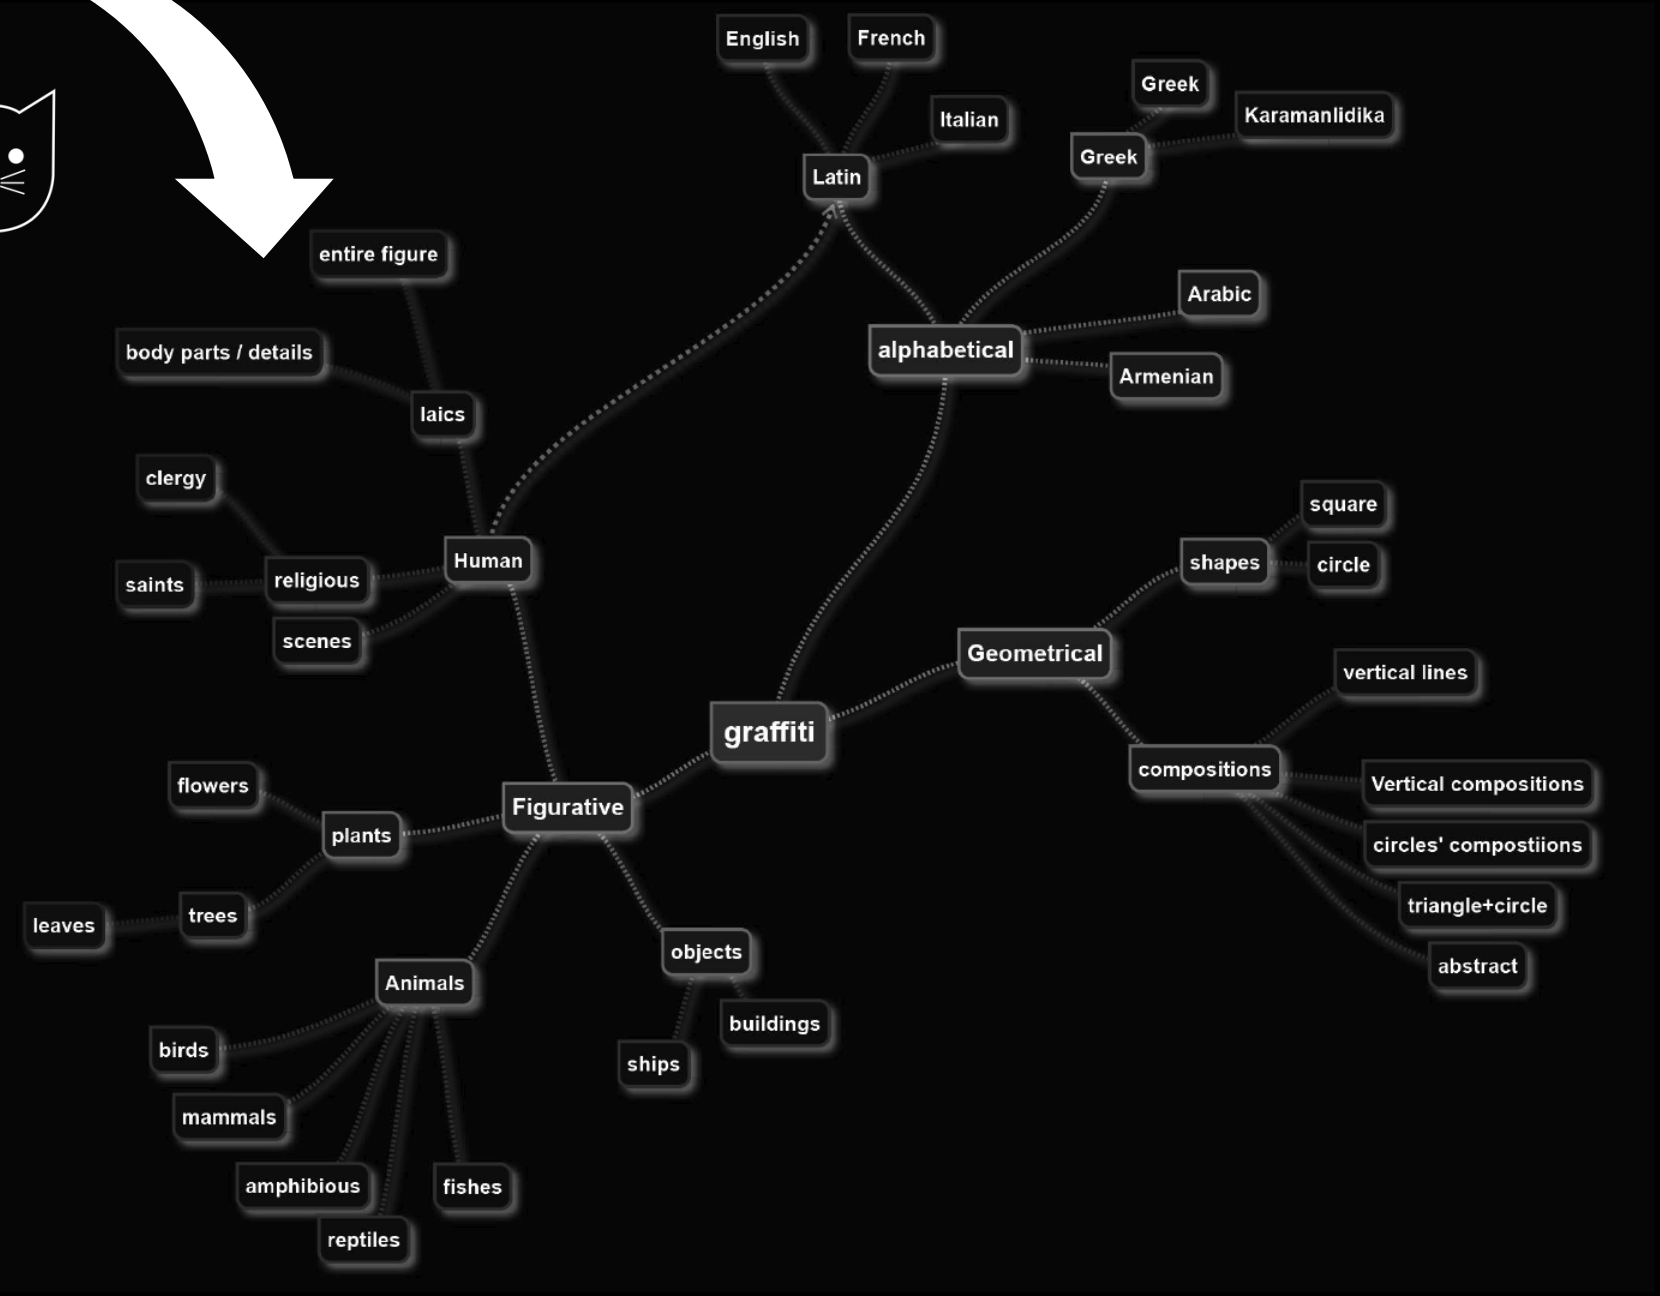 English
French
Greek
Karamanlidika
Italian
Greek
Latin
entire figure
Arabic
body parts / details
alphabetical
Armenian
laics
clergy
square
Human
shapes
circle
religious
saints
scenes
Geometrical
vertical lines
graffiti
compositions
Vertical compositions
flowers
Figurative
plants
circles' compostiions
triangle+circle
trees
leaves
objects
abstract
Animals
buildings
birds
ships
mammals
amphibious
fishes
reptiles